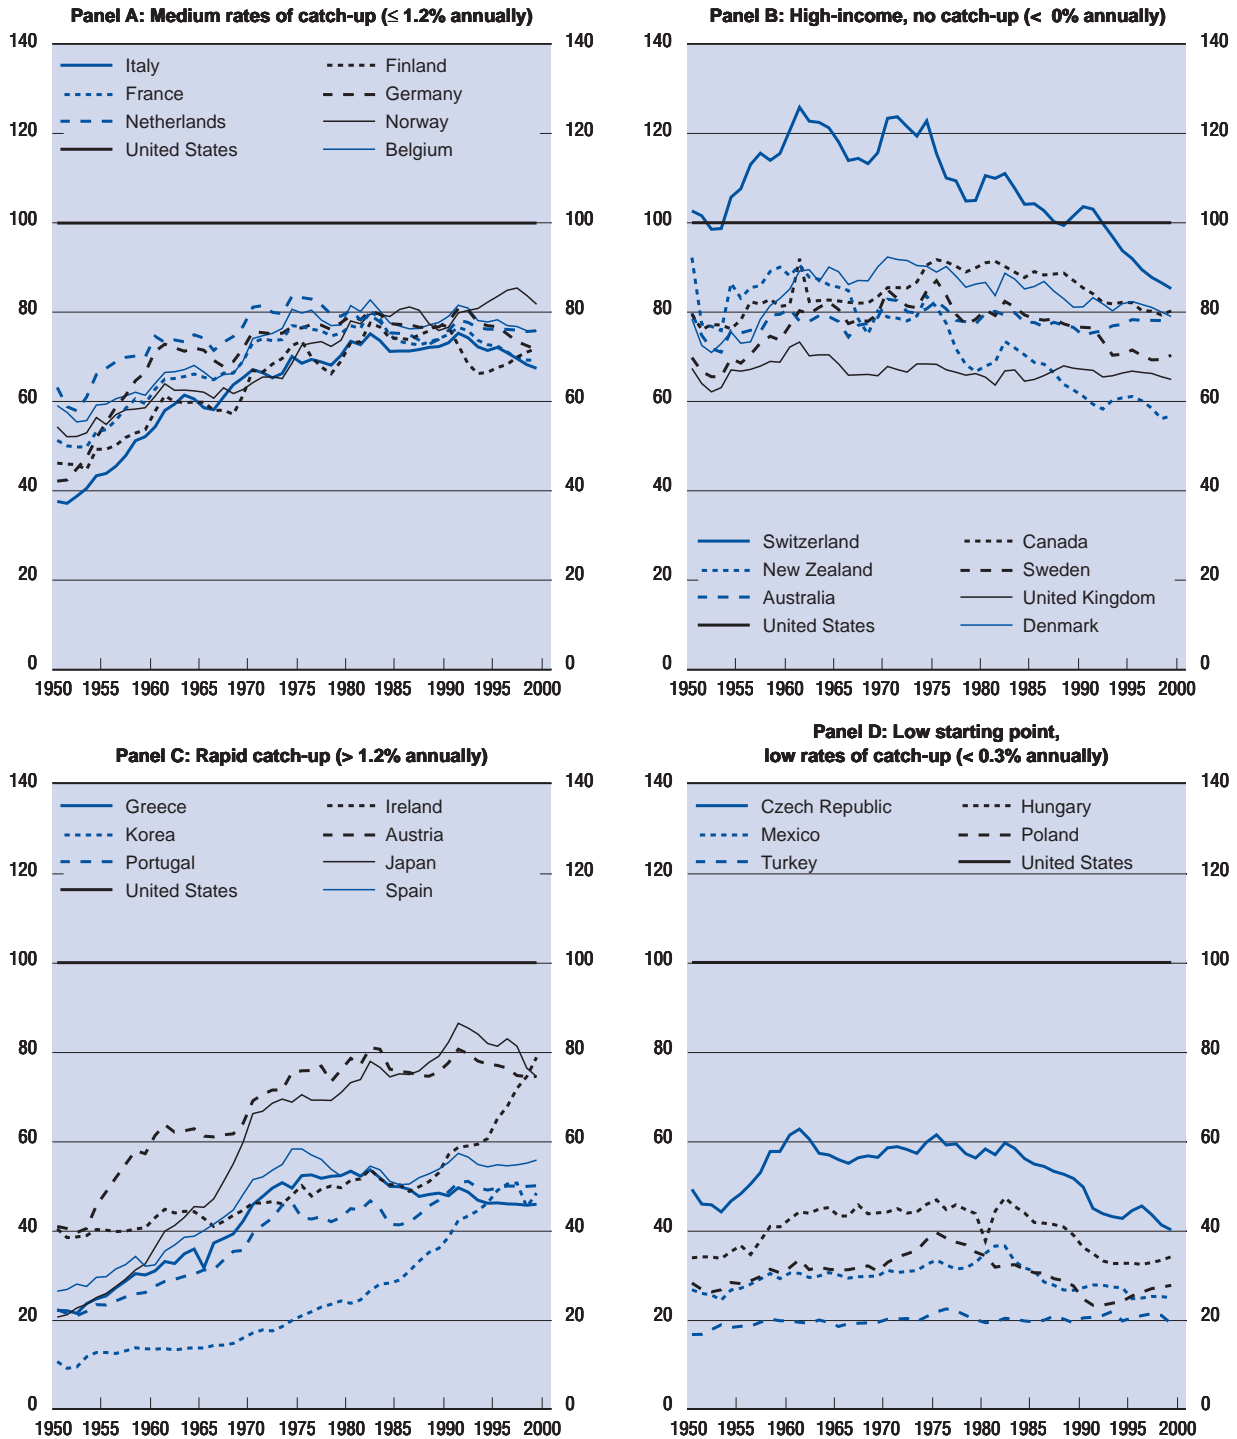 Panel A: Medium rates of catch-up (≤ 1.2% annually)
140 140
120 120
100 100
80 80
60 60
40 40
20 20
0 0
Italy
France
Netherlands
United States
Finland
Germany
Norway
Belgium
1950 1955 1960 1965 1970 1975 1980 1985 1990 1995 2000
Panel B: High-income, no catch-up (< 0% annually)
140 140
120 120
100 100
80 80
60 60
40 40
20 20
0 0
Switzerland
New Zealand
Australia
United States
Canada
Sweden
United Kingdom
Denmark
1950 1955 1960 1965 1970 1975 1980 1985 1990 1995 2000
Panel C: Rapid catch-up (> 1.2% annually)
140 140
120 120
100 100
80 80
60 60
40 40
20 20
0 0
Greece
Korea
Portugal
United States
Ireland
Austria
Japan
Spain
1950 1955 1960 1965 1970 1975 1980 1985 1990 1995 2000
Panel D: Low starting point,
low rates of catch-up (< 0.3% annually)
140 140
120 120
100 100
80 80
60 60
40 40
20 20
0 0
Czech Republic
Mexico
Turkey
Hungary
Poland
United States
1950 1955 1960 1965 1970 1975 1980 1985 1990 1995 2000